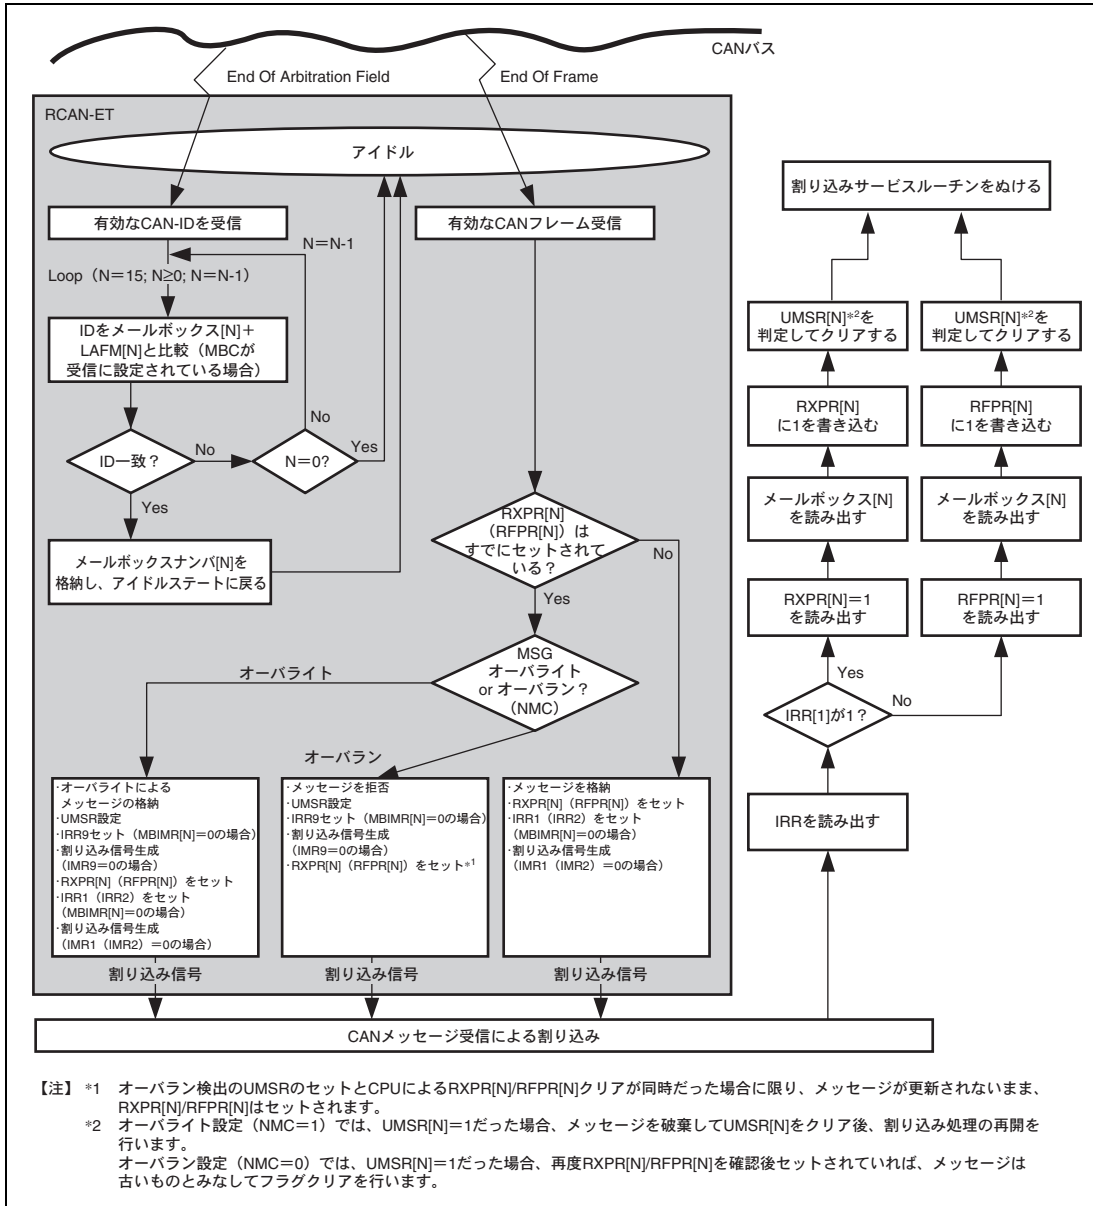 CANバス
End Of Arbitration Field
End Of Frame
RCAN-ET
アイドル
有効なCAN-IDを受信
有効なCANフレーム受信
N＝N-1
Loop（N＝15; N≥0; N＝N-1）
IDをメールボックス[N]＋
LAFM[N]と比較（MBCが
受信に設定されている場合）
ID一致？
No
Yes
N＝0?
No
Yes
メールボックスナンバ[N]を
格納し、アイドルステートに戻る
RXPR[N]
（RFPR[N]）は
すでにセットされて
いる？
No
Yes
MSG
オーバライト
or オーバラン？
（NMC）
オーバライト
オーバラン
·オーバライトによる
メッセージの格納
·UMSR設定
·IRR9セット（MBIMR[N]=0の場合）
·割り込み信号生成
（IMR9=0の場合）
·RXPR[N]（RFPR[N]）をセット
·IRR1（IRR2）をセット
（MBIMR[N]＝0の場合）
·割り込み信号生成
（IMR1（IMR2）＝0の場合）
·メッセージを拒否
·UMSR設定
·IRR9セット（MBIMR[N]=0の場合）
·割り込み信号生成
（IMR9=0の場合）
·RXPR[N]（RFPR[N]）をセット*1
·メッセージを格納
·RXPR[N]（RFPR[N]）をセット
·IRR1（IRR2）をセット
（MBIMR[N]=0の場合）
·割り込み信号生成
（IMR1（IMR2）＝0の場合）
割り込み信号
割り込み信号
割り込み信号
CANメッセージ受信による割り込み
割り込みサービスルーチンをぬける
UMSR[N]*2を
判定してクリアする
UMSR[N]*2を
判定してクリアする
RXPR[N]
に1を書き込む
RFPR[N]
に1を書き込む
メールボックス[N]
を読み出す
メールボックス[N]
を読み出す
RXPR[N]＝1
を読み出す
RFPR[N]＝1
を読み出す
Yes
No
IRR[1]が1？
IRRを読み出す
【注】 *1 オーバラン検出のUMSRのセットとCPUによるRXPR[N]/RFPR[N]クリアが同時だった場合に限り、メッセージが更新されないまま、
RXPR[N]/RFPR[N]はセットされます。
*2 オーバライト設定（NMC＝1）では、UMSR[N]＝1だった場合、メッセージを破棄してUMSR[N]をクリア後、割り込み処理の再開を
行います。
オーバラン設定（NMC＝0）では、UMSR[N]＝1だった場合、再度RXPR[N]/RFPR[N]を確認後セットされていれば、メッセージは
古いものとみなしてフラグクリアを行います。